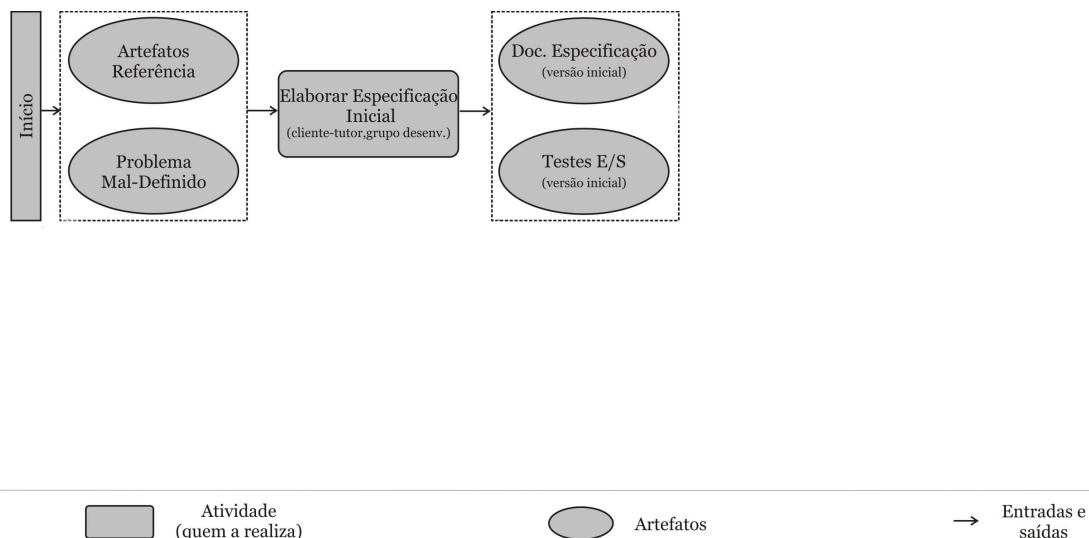 Início
Artefatos
Referência
Problema
Mal-Definido
Elaborar Especificação
Inicial
(cliente-tutor,grupo desenv.)
Doc. Especificação
(versão inicial)
Testes E/S
(versão inicial)
Atividade
(quem a realiza)
Artefatos
Entradas e
saídas